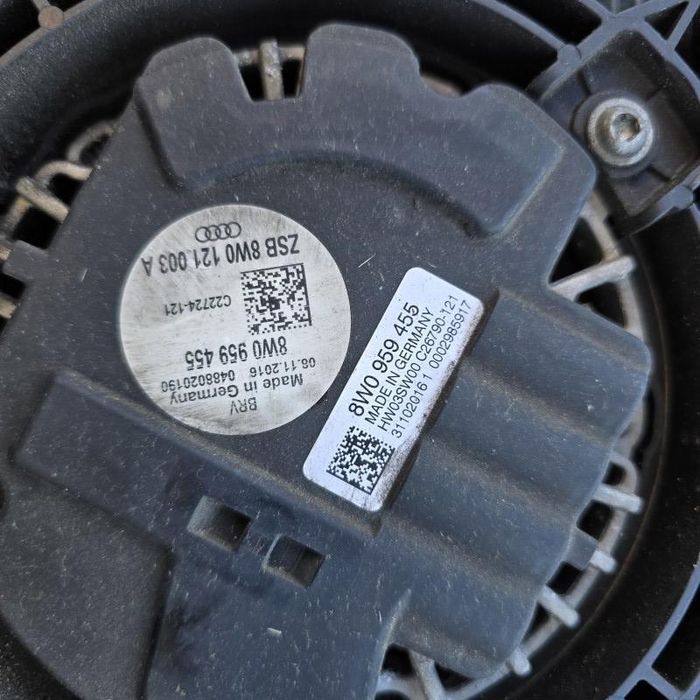 ZSB 8W0 121 003 A
C22724-121
8W0 959 455
08.11.2016 0488020190
Made in Germany
BRV
8W0 959 455
MADE IN GERMANY
HW03SW00 C26790-121
31102016 1 0002985917